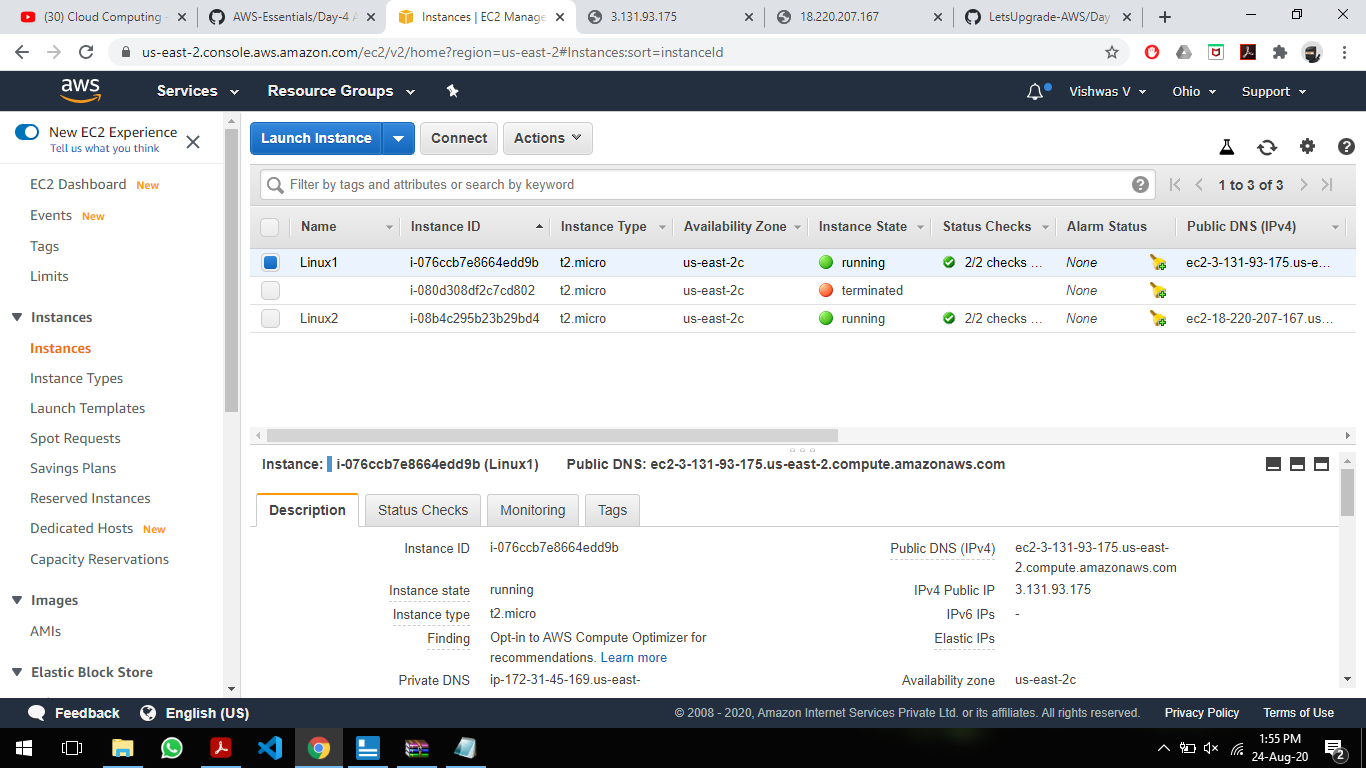 (30) Cloud Computing -
AWS-Essentials/Day-4 A
Instances | EC2 Manage
3.131.93.175
18.220.207.167
LetsUpgrade-AWS/Day
us-east-2.console.aws.amazon.com/ec2/v2/home?region=us-east-2#Instances:sort=instanceId
aws
Services
Resource Groups
Vishwas V
Ohio
Support
New EC2 Experience
Tell us what you think
EC2 Dashboard New
Events New
Tags
Limits
Instances
Instances
Instance Types
Launch Templates
Spot Requests
Savings Plans
Reserved Instances
Dedicated Hosts New
Capacity Reservations
Images
AMIs
Elastic Block Store
Launch Instance
Connect
Actions
Filter by tags and attributes or search by keyword
1 to 3 of 3
Name Instance ID Instance Type Availability Zone Instance State Status Checks Alarm Status Public DNS (IPv4)
Linux1 i-076ccb7e8664edd9b t2.micro us-east-2c running 2/2 checks ... None ec2-3-131-93-175.us-e...
i-080d308df2c7cd802 t2.micro us-east-2c terminated None
Linux2 i-08b4c295b23b29bd4 t2.micro us-east-2c running 2/2 checks ... None ec2-18-220-207-167.us...
Instance: i-076ccb7e8664edd9b (Linux1) Public DNS: ec2-3-131-93-175.us-east-2.compute.amazonaws.com
Description
Status Checks
Monitoring
Tags
Instance ID i-076ccb7e8664edd9b
Instance state running
Instance type t2.micro
Finding Opt-in to AWS Compute Optimizer for
recommendations. Learn more
Private DNS ip-172-31-45-169.us-east-
Public DNS (IPv4) ec2-3-131-93-175.us-east-
2.compute.amazonaws.com
IPv4 Public IP 3.131.93.175
IPv6 IPs -
Elastic IPs
Availability zone us-east-2c
Feedback
English (US)
© 2008 - 2020, Amazon Internet Services Private Ltd. or its affiliates. All rights reserved.
Privacy Policy
Terms of Use
1:55 PM
24-Aug-20
2